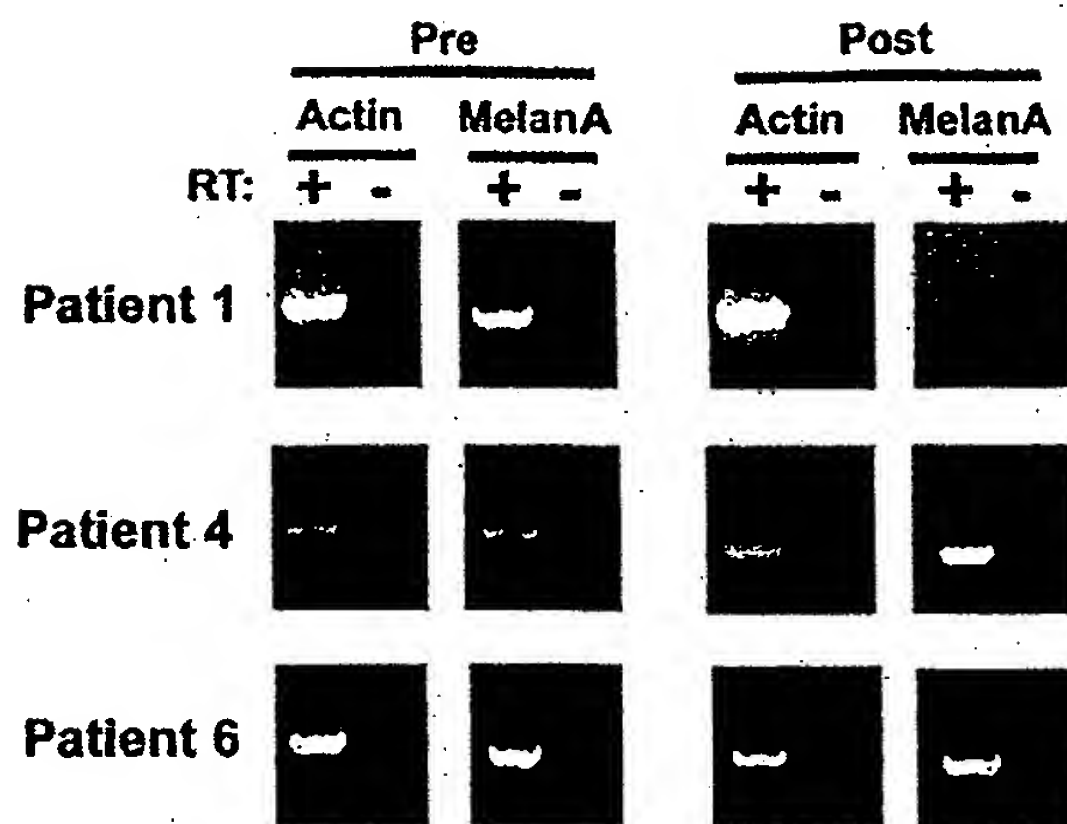 Pre Post
Actin MelanA Actin MelanA
RT: + - + - + - + -
Patient 1
Patient 4
Patient 6